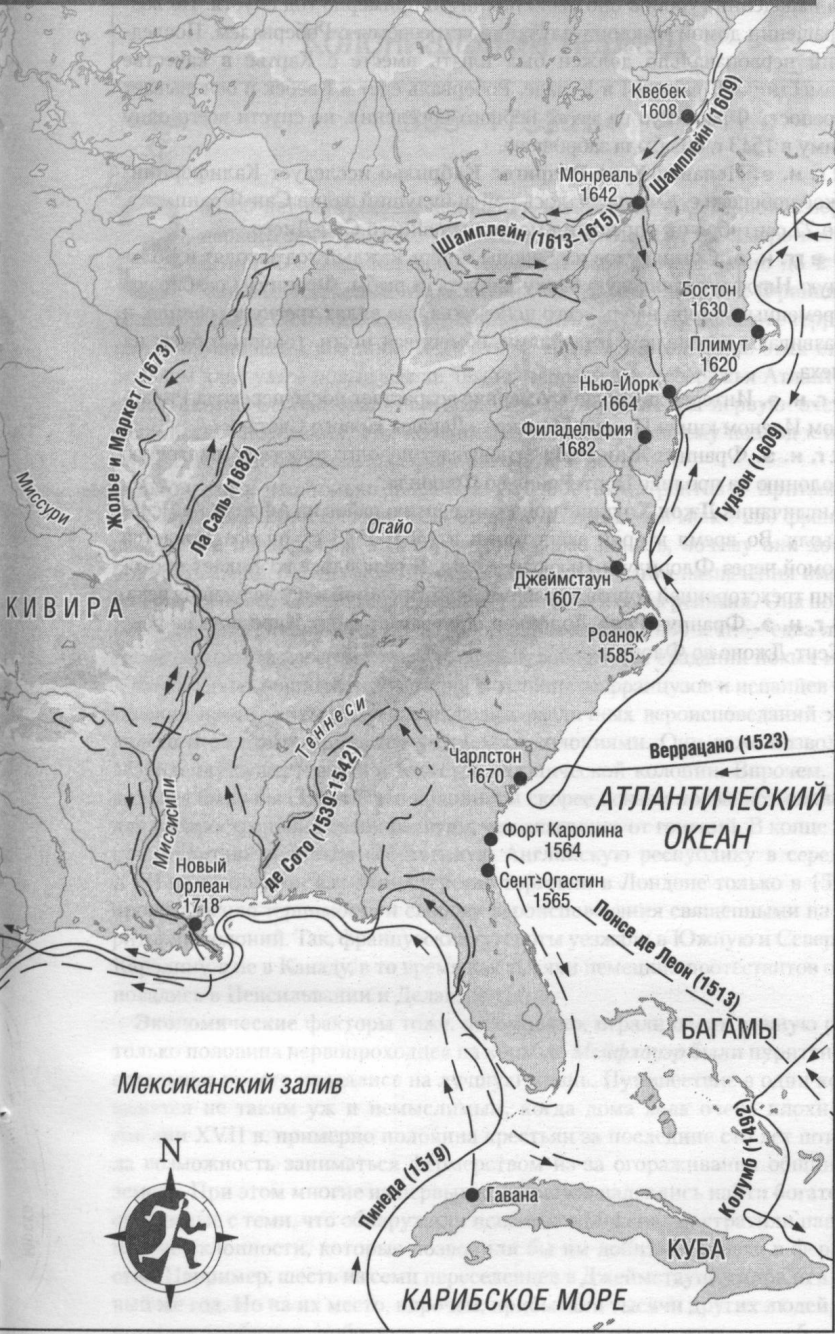 Квебек
1608
Шамплейн (1609)
Монреаль
1642
Шамплейн (1613-1615)
Бостон
1630
Плимут
1620
Жолье и Маркет (1673)
Нью-Йорк
1664
Филадельфия
1682
Гудзон (1609)
Ла Саль (1682)
Миссури
Огайо
Джеймстаун
1607
КИВИРА
Роанок
1585
Теннеси
Веррацано (1523)
Чарлстон
1670
АТЛАНТИЧЕСКИЙ
ОКЕАН
Миссисипи
де Сото (1539-1542)
Форт Каролина
1564
Новый
Орлеан
1718
Сент-Огастин
1565
Понсе де Леон (1513)
БАГАМЫ
Мексиканский залив
Колумб (1492)
N
Пинеда (1519)
Гавана
КУБА
КАРИБСКОЕ МОРЕ